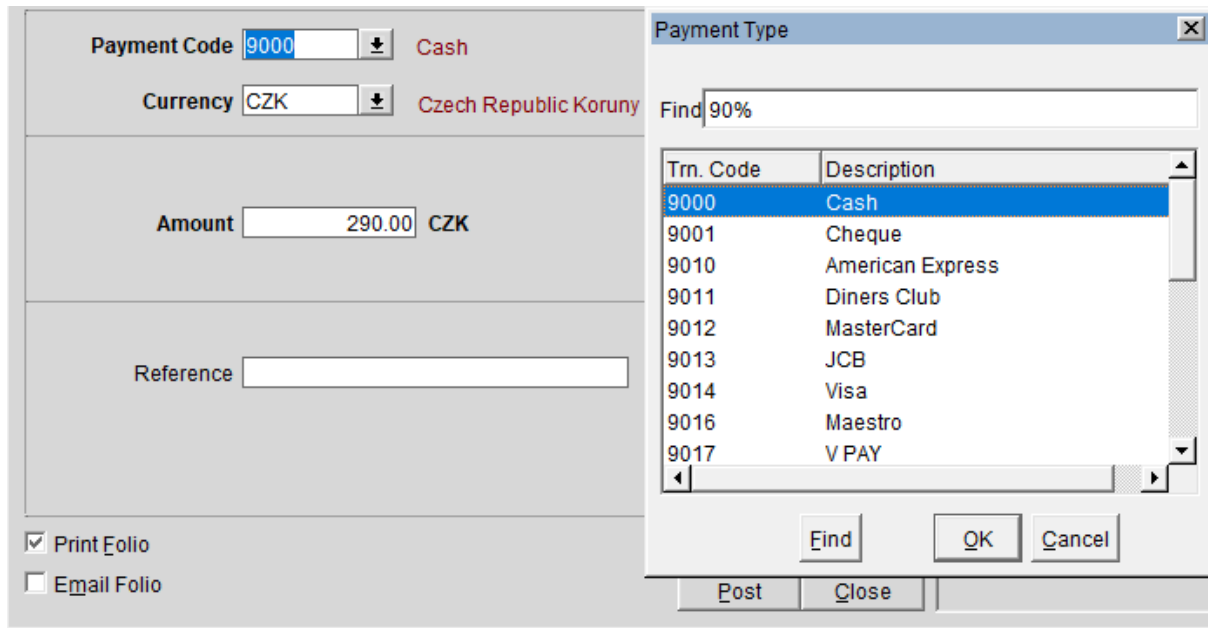 Payment Code 9000 Cash
Currency CZK Czech Republic Koruny
Amount 290.00 CZK
Reference
Print Folio
Email Folio
Post Close
Payment Type
Find 90%
Trn. Code Description
9000 Cash
9001 Cheque
9010 American Express
9011 Diners Club
9012 MasterCard
9013 JCB
9014 Visa
9016 Maestro
9017 V PAY
Find OK Cancel